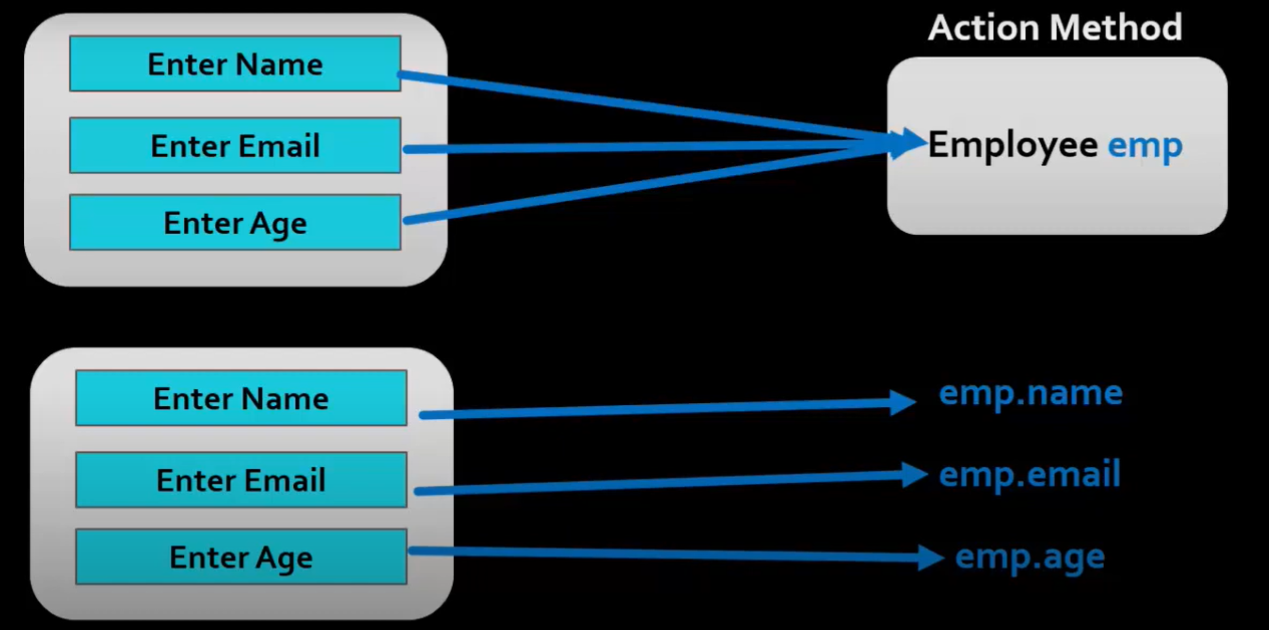 Enter Name
Enter Email
Enter Age
Action Method
Employee emp
Enter Name
Enter Email
Enter Age
emp.name
emp.email
emp.age